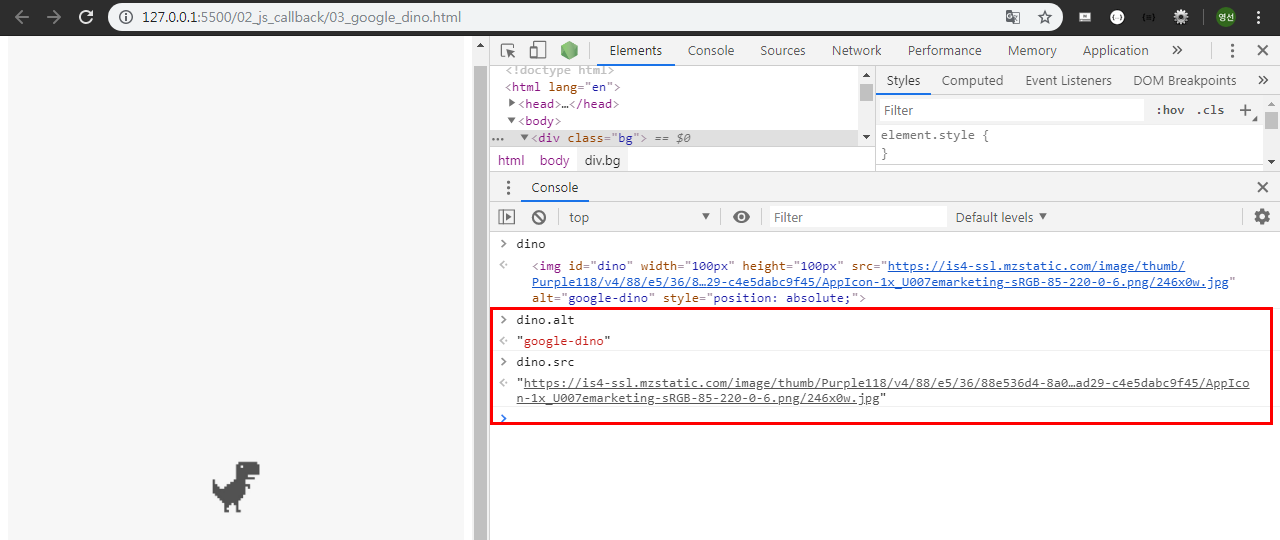 127.0.0.1:5500/02_js_callback/03_google_dino.html
영선
Elements Console Sources Network Performance Memory Application »
<!doctype html>
<html lang="en">
<head>…</head>
<body>
… <div class="bg"> == $0
html body div.bg
Styles Computed Event Listeners DOM Breakpoints »
Filter :hov .cls +
element.style {
}
Console
top Filter Default levels
> dino
<img id="dino" width="100px" height="100px" src="https://is4-ssl.mzstatic.com/image/thumb/
Purple118/v4/88/e5/36/8…29-c4e5dabc9f45/AppIcon-1x_U007emarketing-sRGB-85-220-0-6.png/246x0w.jpg"
alt="google-dino" style="position: absolute;">
> dino.alt
"google-dino"
> dino.src
"https://is4-ssl.mzstatic.com/image/thumb/Purple118/v4/88/e5/36/88e536d4-8a0…ad29-c4e5dabc9f45/AppIco
n-1x_U007emarketing-sRGB-85-220-0-6.png/246x0w.jpg"
>